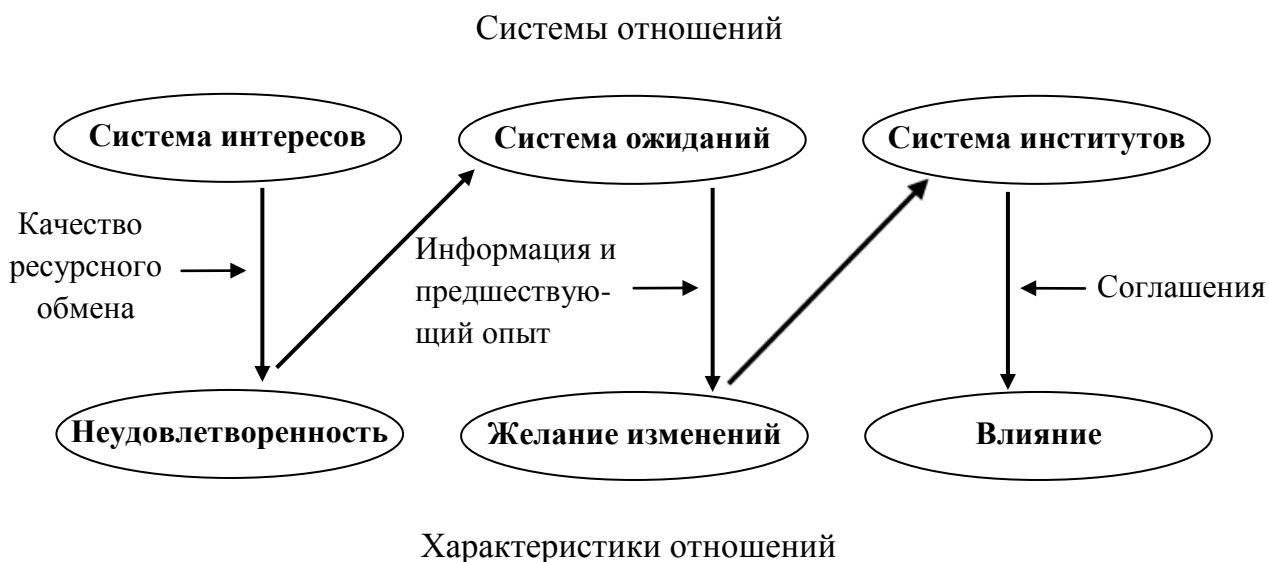 Системы отношений
Система интересов
Система ожиданий
Система институтов
Качество
ресурсного
обмена
Информация и
предшествую-
щий опыт
Соглашения
Неудовлетворенность
Желание изменений
Влияние
Характеристики отношений